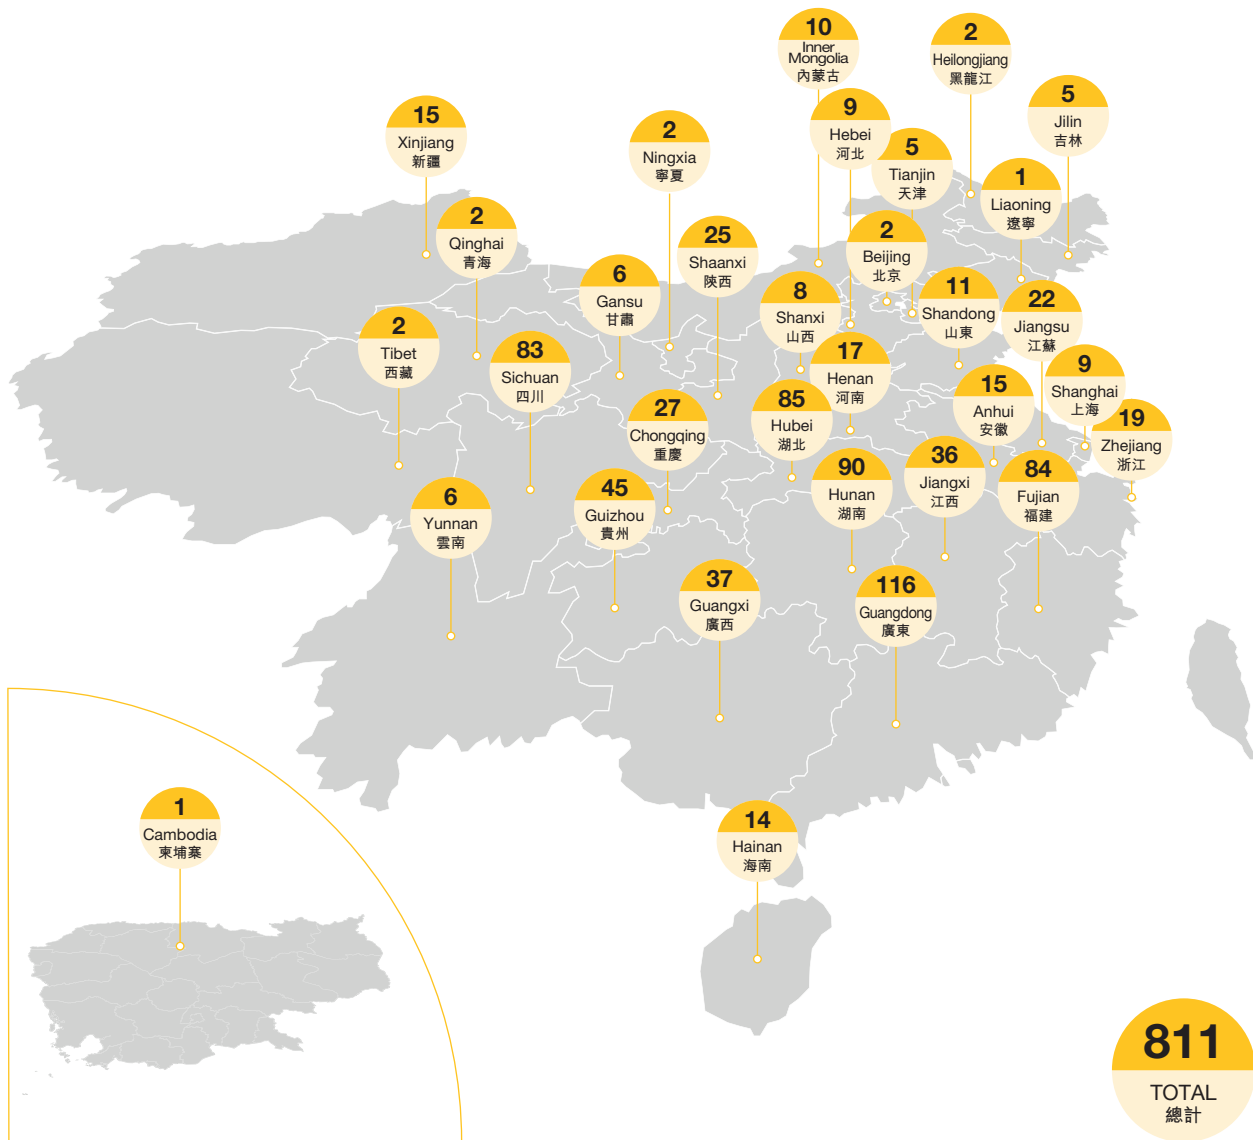 10
Inner
Mongolia
內蒙古
2
Heilongjiang
黑龍江
5
Jilin
吉林
9
Hebei
河北
15
Xinjiang
新疆
2
Ningxia
寧夏
5
Tianjin
天津
1
Liaoning
遼寧
2
Qinghai
青海
25
Shaanxi
陝西
2
Beijing
北京
6
Gansu
甘肅
8
Shanxi
山西
11
Shandong
山東
22
Jiangsu
江蘇
2
Tibet
西藏
83
Sichuan
四川
17
Henan
河南
9
Shanghai
上海
15
Anhui
安徽
27
Chongqing
重慶
85
Hubei
湖北
19
Zhejiang
浙江
90
Hunan
湖南
36
Jiangxi
江西
84
Fujian
福建
6
Yunnan
雲南
45
Guizhou
貴州
37
Guangxi
廣西
116
Guangdong
廣東
1
Cambodia
柬埔寨
14
Hainan
海南
811
TOTAL
總計